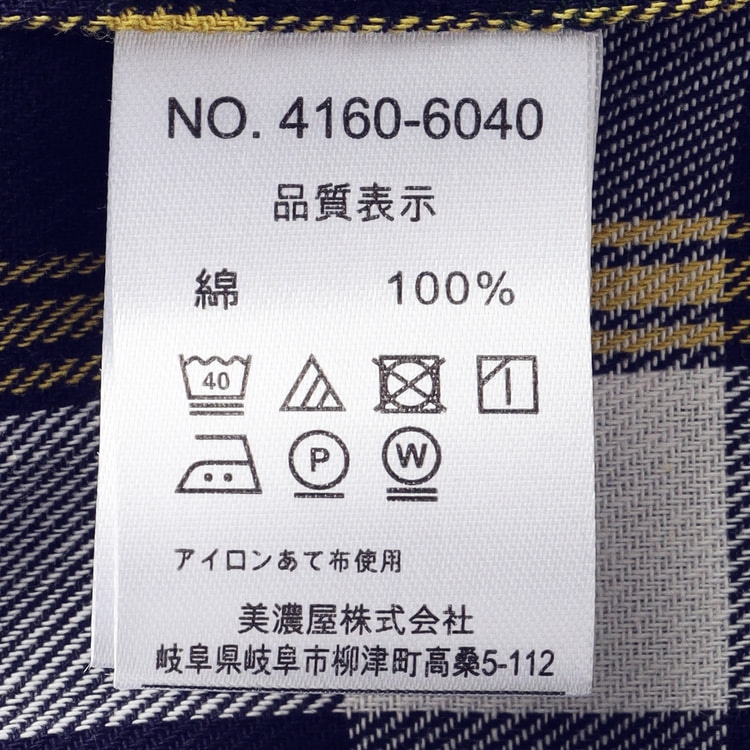 NO. 4160-6040
品質表示
綿 100%
40
P W
アイロンあて布使用
美濃屋株式会社
岐阜県岐阜市柳津町高桑5-112